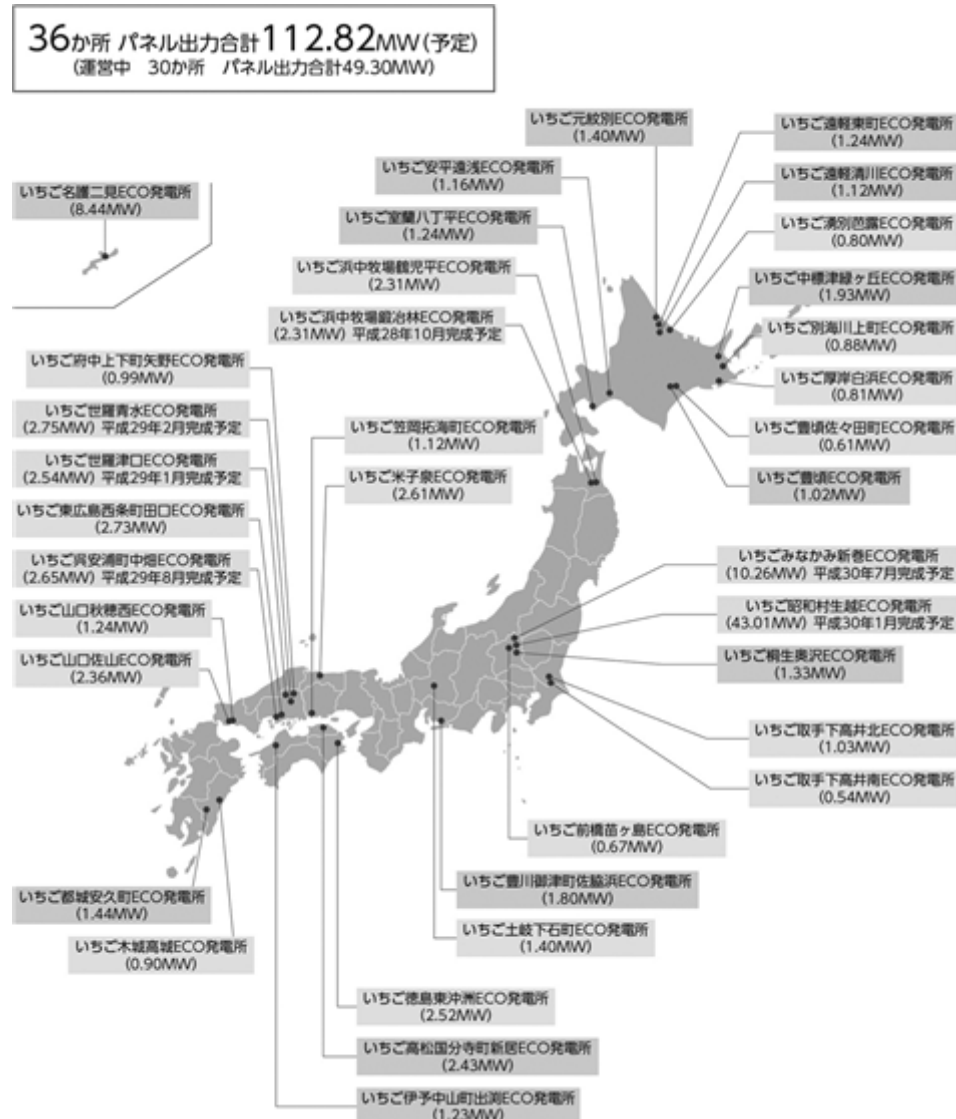 36か所 パネル出力合計112.82MW(予定)
(運営中 30か所 パネル出力合計49.30MW)
いちご元紋別ECO発電所
(1.40MW)
いちご遠軽東町ECO発電所
(1.24MW)
いちご安平遠浅ECO発電所
(1.16MW)
いちご遠軽清川ECO発電所
(1.12MW)
いちご名護二見ECO発電所
(8.44MW)
いちご室蘭八丁平ECO発電所
(1.24MW)
いちご湧別芭露ECO発電所
(0.80MW)
いちご浜中牧場鶴児平ECO発電所
(2.31MW)
いちご中標津緑ヶ丘ECO発電所
(1.93MW)
いちご浜中牧場鍛冶林ECO発電所
(2.31MW) 平成28年10月完成予定
いちご別海川上町ECO発電所
(0.88MW)
いちご府中上下町矢野ECO発電所
(0.99MW)
いちご厚岸白浜ECO発電所
(0.81MW)
いちご世羅青水ECO発電所
(2.75MW) 平成29年2月完成予定
いちご笠岡拓海町ECO発電所
(1.12MW)
いちご豊頃佐々田町ECO発電所
(0.61MW)
いちご世羅津口ECO発電所
(2.54MW) 平成29年1月完成予定
いちご米子泉ECO発電所
(2.61MW)
いちご豊頃ECO発電所
(1.02MW)
いちご東広島西条町田口ECO発電所
(2.73MW)
いちご呉安浦町中畑ECO発電所
(2.65MW) 平成29年8月完成予定
いちごみなかみ新巻ECO発電所
(10.26MW) 平成30年7月完成予定
いちご山口秋穂西ECO発電所
(1.24MW)
いちご昭和村生越ECO発電所
(43.01MW) 平成30年1月完成予定
いちご山口佐山ECO発電所
(2.36MW)
いちご桐生奥沢ECO発電所
(1.33MW)
いちご取手下高井北ECO発電所
(1.03MW)
いちご取手下高井南ECO発電所
(0.54MW)
いちご前橋苗ヶ島ECO発電所
(0.67MW)
いちご都城安久町ECO発電所
(1.44MW)
いちご豊川御津町佐脇浜ECO発電所
(1.80MW)
いちご木城高城ECO発電所
(0.90MW)
いちご土岐下石町ECO発電所
(1.40MW)
いちご徳島東沖洲ECO発電所
(2.52MW)
いちご高松国分寺町新居ECO発電所
(2.43MW)
いちご伊予中山町出渕ECO発電所
(1.23MW)